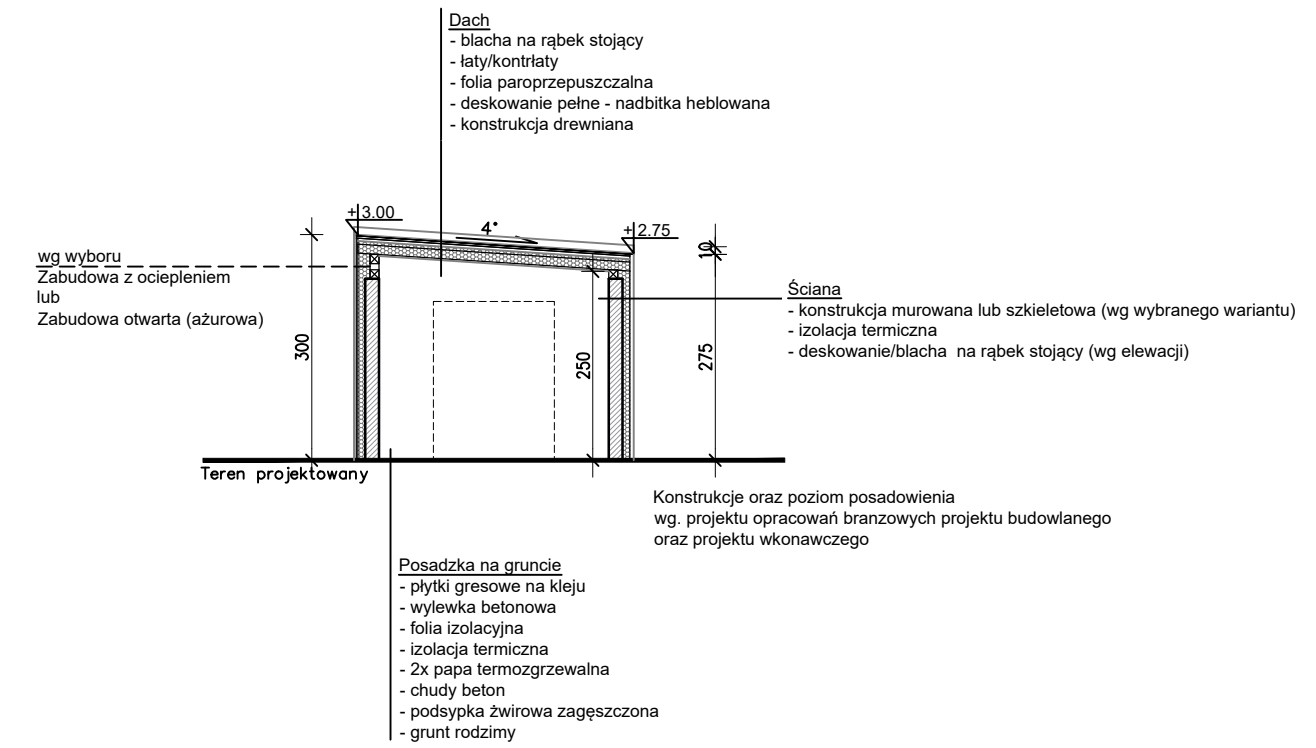 Dach
- blacha na rąbek stojący
- łaty/kontrłaty
- folia paroprzepuszczalna
- deskowanie pełne - nadbitka heblowana
- konstrukcja drewniana
+3.00
4°
+2.75
10
wg wyboru
Zabudowa z ociepleniem
lub
Zabudowa otwarta (ażurowa)
Ściana
- konstrukcja murowana lub szkieletowa (wg wybranego wariantu)
- izolacja termiczna
- deskowanie/blacha na rąbek stojący (wg elewacji)
300
250
275
Teren projektowany
Konstrukcje oraz poziom posadowienia
wg. projektu opracowań branzowych projektu budowlanego
oraz projektu wkonawczego
Posadzka na gruncie
- płytki gresowe na kleju
- wylewka betonowa
- folia izolacyjna
- izolacja termiczna
- 2x papa termozgrzewalna
- chudy beton
- podsypka żwirowa zagęszczona
- grunt rodzimy